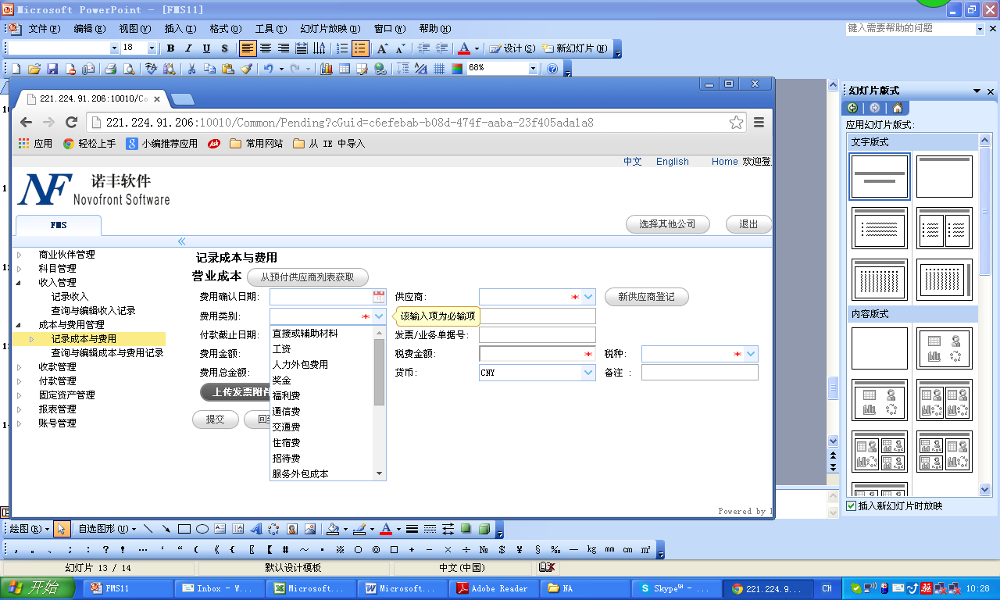 Microsoft PowerPoint - [FMS11]
文件(F) 编辑(E) 视图(V) 插入(I) 格式(O) 工具(T) 幻灯片放映(D) 窗口(W) 帮助(H) 键入需要帮助的问题
18 B I U S A A A 设计(S) 新幻灯片(N)
68%
221.224.91.206:10010/Co
221.224.91.206:10010/Common/Pending?cGuid=c6efebab-b08d-474f-aaba-23f405ada1a8
应用 轻松上手 小编推荐应用 Ask 常用网站 从 IE 中导入
中文 English Home 欢迎登
NF 诺丰软件
Novofront Software
FMS 选择其他公司 退出
商业伙伴管理
科目管理
收入管理
记录收入
查询与编辑收入记录
成本与费用管理
记录成本与费用
查询与编辑成本与费用记录
收款管理
付款管理
固定资产管理
报表管理
账号管理
记录成本与费用
营业成本 从预付供应商列表获取
费用确认日期: 供应商: * 新供应商登记
费用类别: * 该输入项为必输项
付款截止日期: 发票/业务单据号:
费用金额: 税费金额: * 税种: *
费用总金额: 货币: CNY 备注 :
上传发票附件
提交
直接或辅助材料
工资
人力外包费用
奖金
福利费
通信费
交通费
住宿费
招待费
服务外包成本
Powered by
幻灯片版式
应用幻灯片版式:
文字版式
内容版式
插入新幻灯片时放映
绘图(R) 自选图形(U)
， 。 、 ； ： ？ ！ … ‘ “ （ 《 〖 【 { # ～ · ※ ○ ◎ □ + － × ÷ № $ ¥ § ‰ — kg mm cm m²
幻灯片 13 / 14 默认设计模板 中文(中国)
开始 FMS11 Inbox - W... Microsoft... Microsoft... Adobe Reader NA Skype™ - ... 221.224.9... CH 10:28